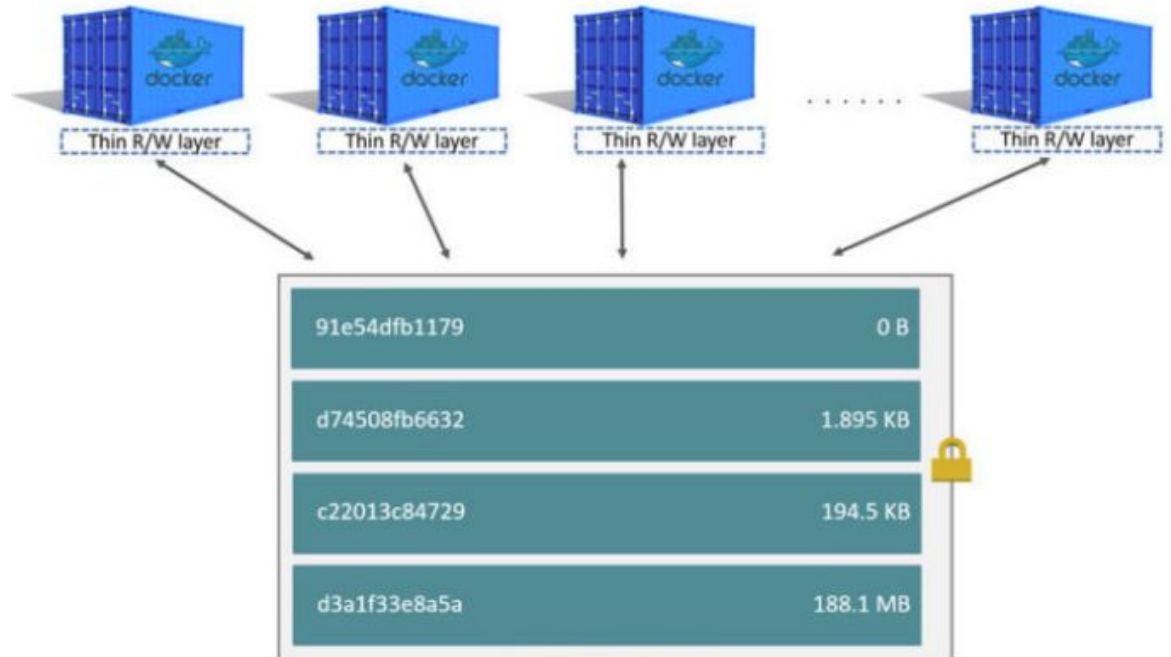 docker docker docker docker
Thin R/W layer Thin R/W layer Thin R/W layer Thin R/W layer
. . . . . .
91e54dfb1179 0 B
d74508fb6632 1.895 KB
c22013c84729 194.5 KB
d3a1f33e8a5a 188.1 MB